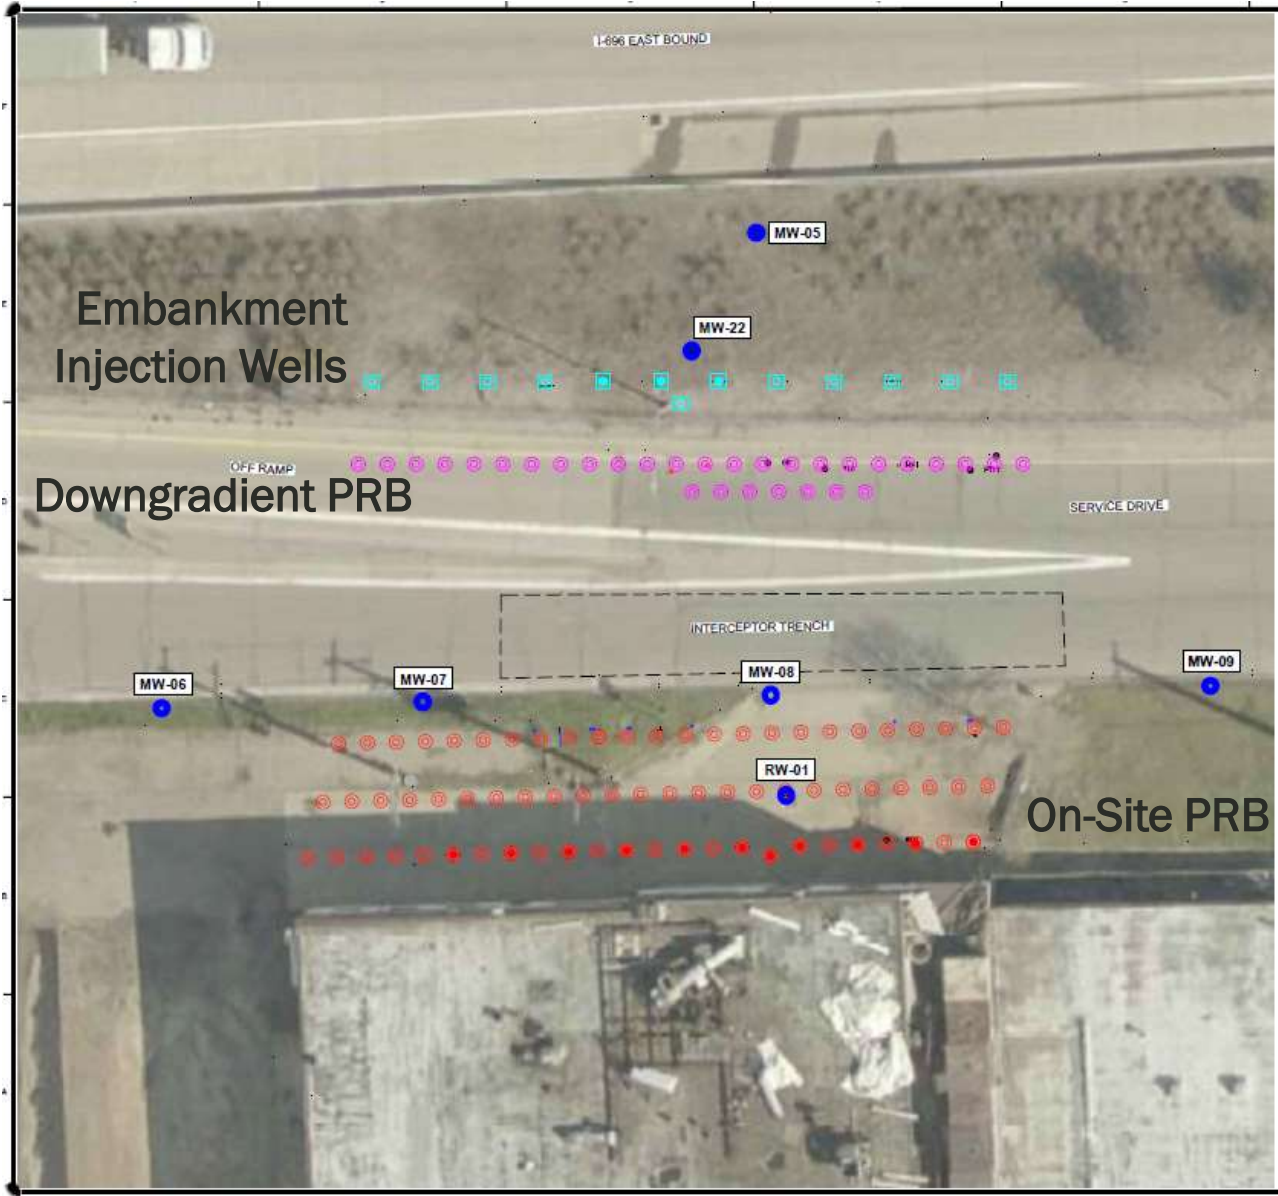 I-696 EAST BOUND
MW-05
Embankment
Injection Wells
MW-22
OFF RAMP
Downgradient PRB
SERVICE DRIVE
INTERCEPTOR TRENCH
MW-06
MW-07
MW-08
MW-09
RW-01
On-Site PRB